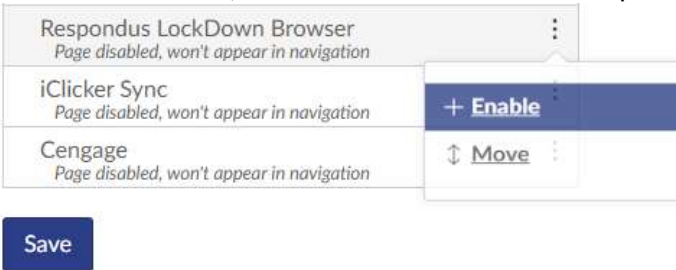 Respondus LockDown Browser
Page disabled, won't appear in navigation
iClicker Sync
Page disabled, won't appear in navigation
+ Enable
Cengage
Page disabled, won't appear in navigation
Move
Save